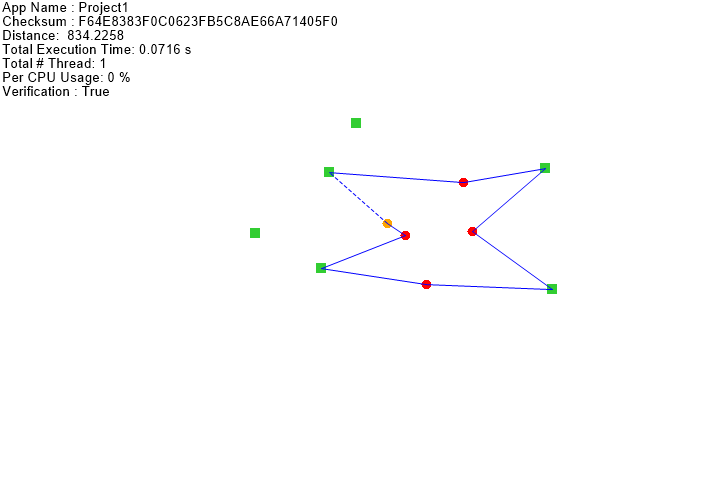 App Name : Project1
Checksum : F64E8383F0C0623FB5C8AE66A71405F0
Distance:  834.2258
Total Execution Time: 0.0716 s
Total # Thread: 1
Per CPU Usage: 0 %
Verification : True